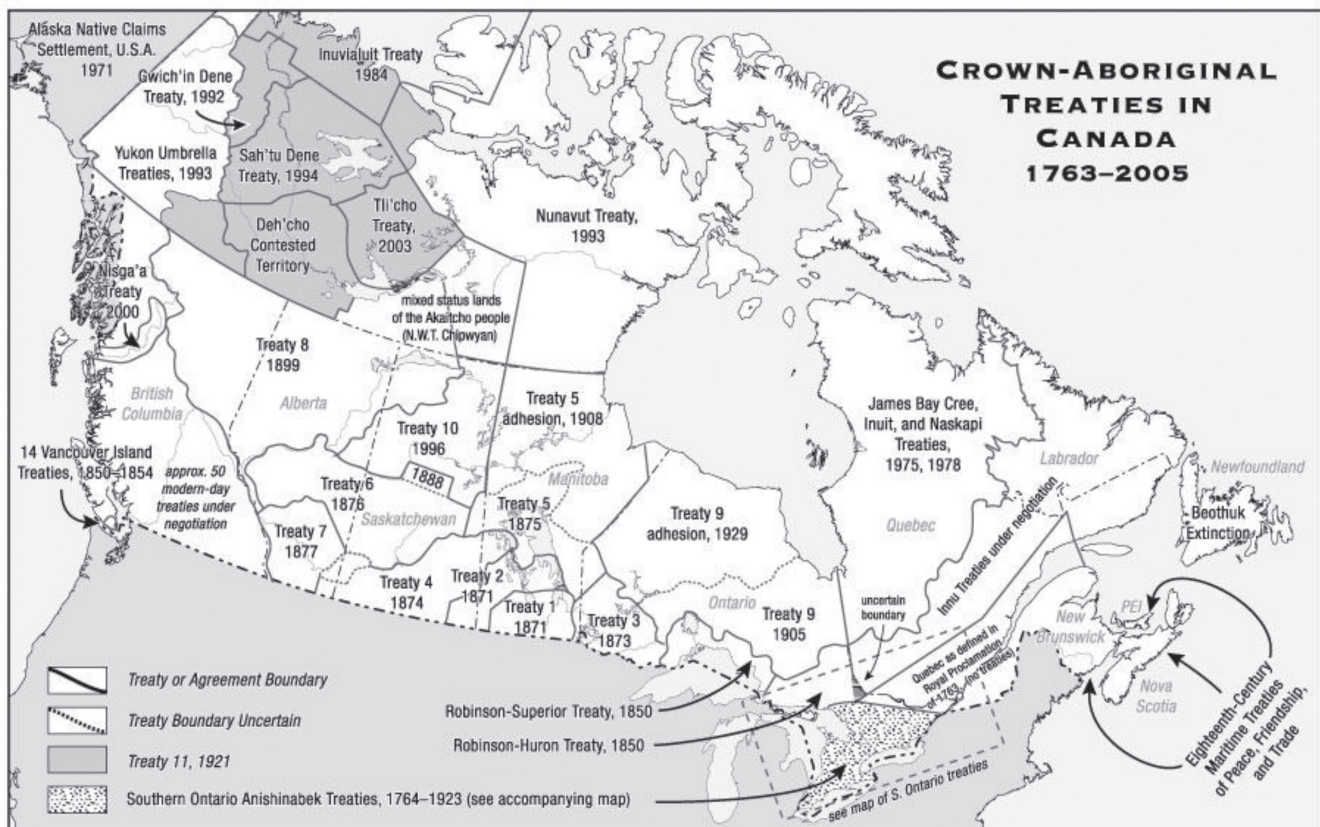 CROWN-ABORIGINAL
TREATIES IN
CANADA
1763–2005
Alaska Native Claims
Settlement, U.S.A.
1971
Gwich'in Dene
Treaty, 1992
Inuvialuit Treaty
1984
Yukon Umbrella
Treaties, 1993
Sah'tu Dene
Treaty, 1994
Deh'cho
Contested
Territory
Tli'cho
Treaty,
2003
Nunavut Treaty,
1993
Nisga'a
Treaty
2000
mixed status lands
of the Akaitcho people
(N.W.T. Chipwyan)
Treaty 8
1899
British
Columbia
Alberta
Treaty 10
1996
1888
Treaty 5
adhesion, 1908
James Bay Cree,
Inuit, and Naskapi
Treaties,
1975, 1978
Labrador
Newfoundland
14 Vancouver Island
Treaties, 1850–1854
approx. 50
modern-day
treaties under
negotiation
Treaty 6
1876
Saskatchewan
Manitoba
Treaty 5
1875
Treaty 7
1877
Treaty 9
adhesion, 1929
Quebec
Innu Treaties under negotiation
Beothuk
Extinction
Treaty 4
1874
Treaty 2
1871
Treaty 1
1871
Treaty 3
1873
Ontario
Treaty 9
1905
uncertain
boundary
Quebec as defined in
Royal Proclamation
of 1763, (no treaties)
New
Brunswick
PEI
Nova
Scotia
Eighteenth-Century
Maritime Treaties
of Peace, Friendship,
and Trade
Robinson-Superior Treaty, 1850
Robinson-Huron Treaty, 1850
see map of S. Ontario treaties
Treaty or Agreement Boundary
Treaty Boundary Uncertain
Treaty 11, 1921
Southern Ontario Anishinabek Treaties, 1764–1923 (see accompanying map)